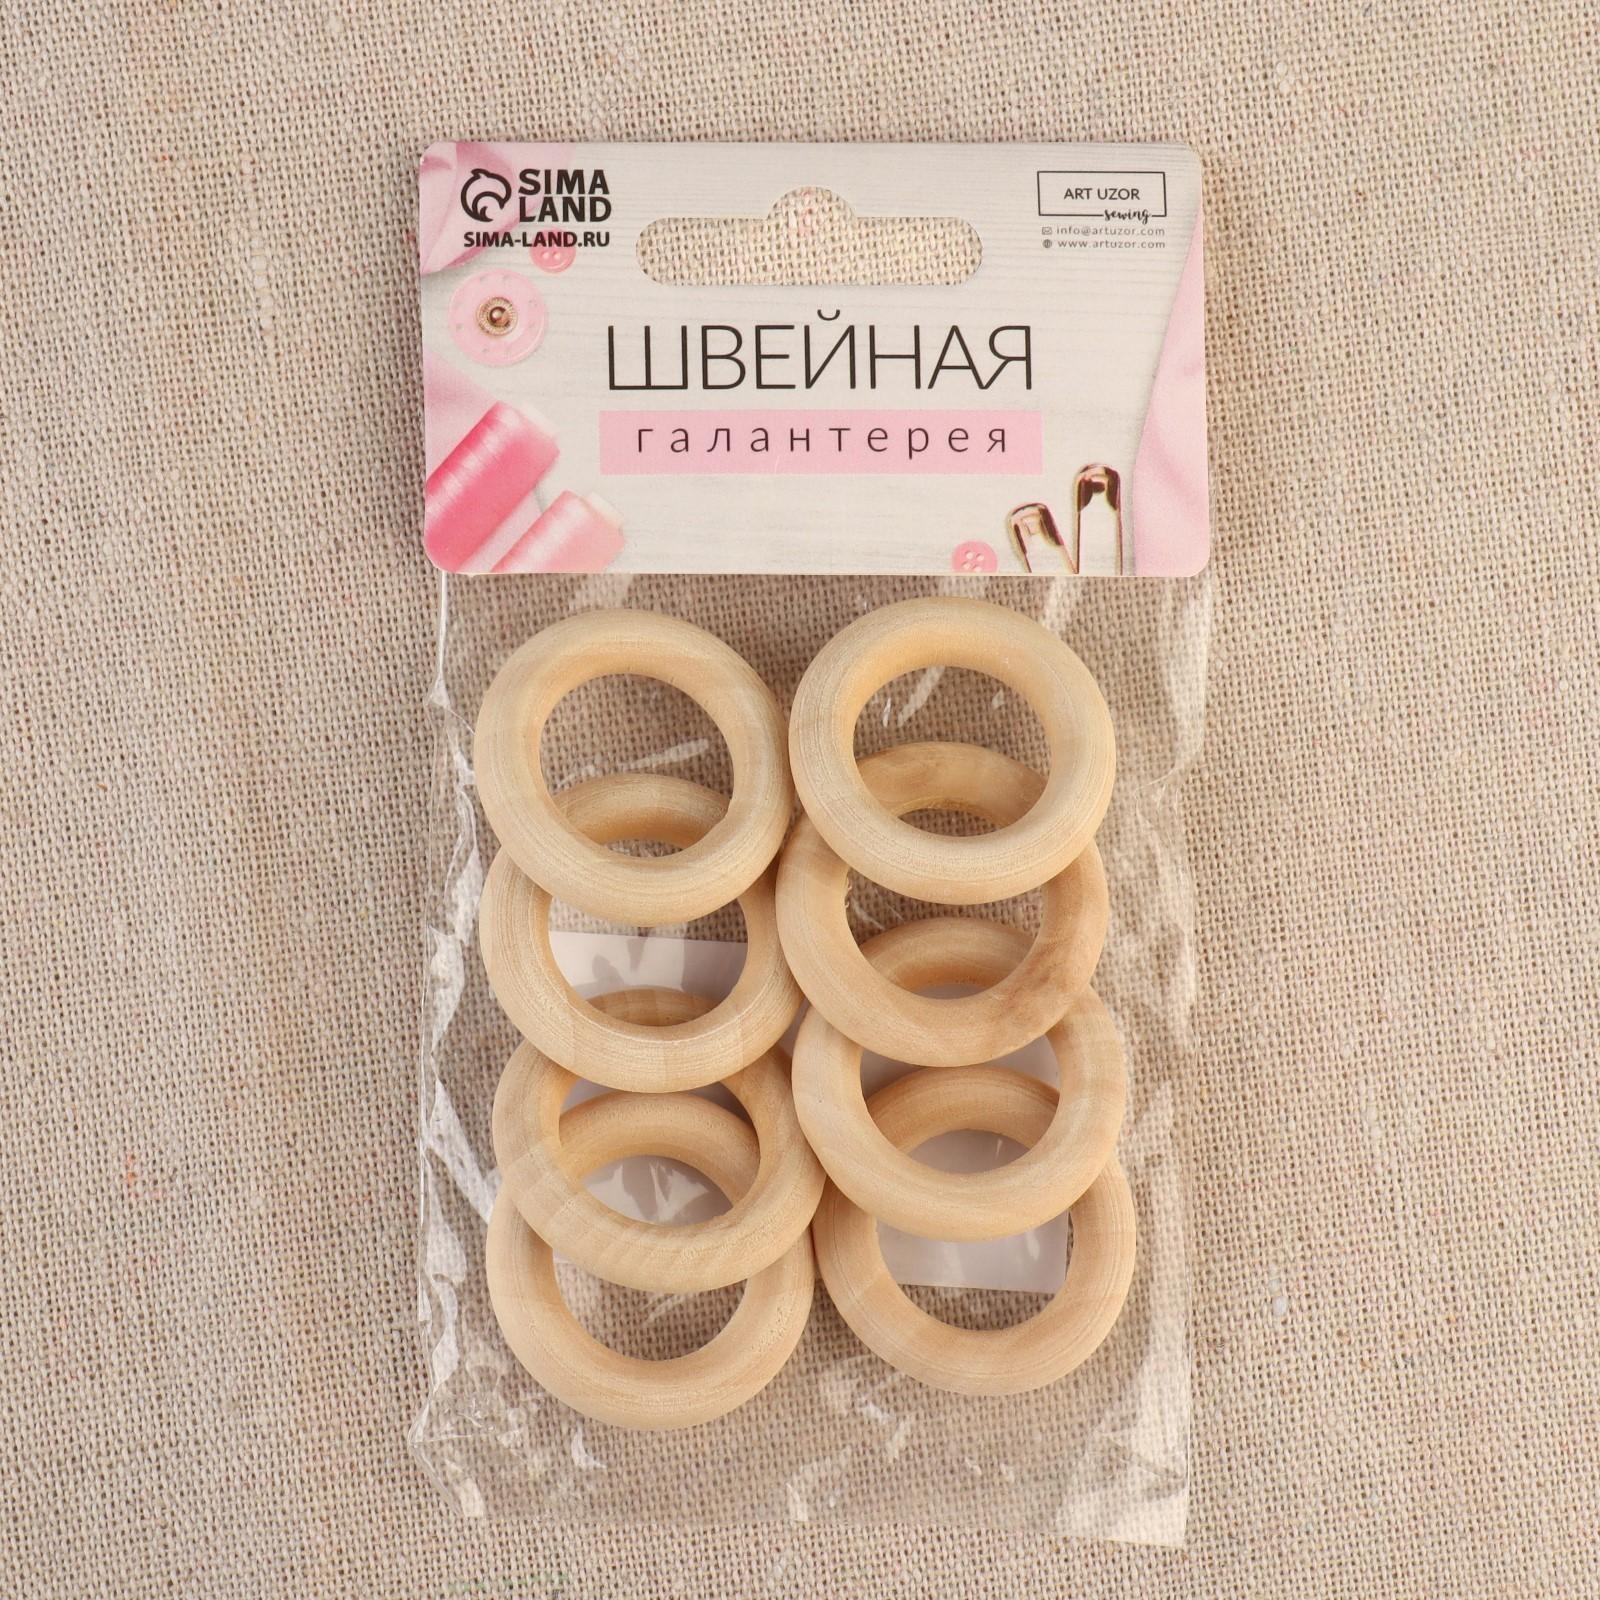 SIMA
LAND
SIMA-LAND.RU
ART UZOR
sewing
info@artuzor.com
www.artuzor.com
ШВЕЙНАЯ
галантерея